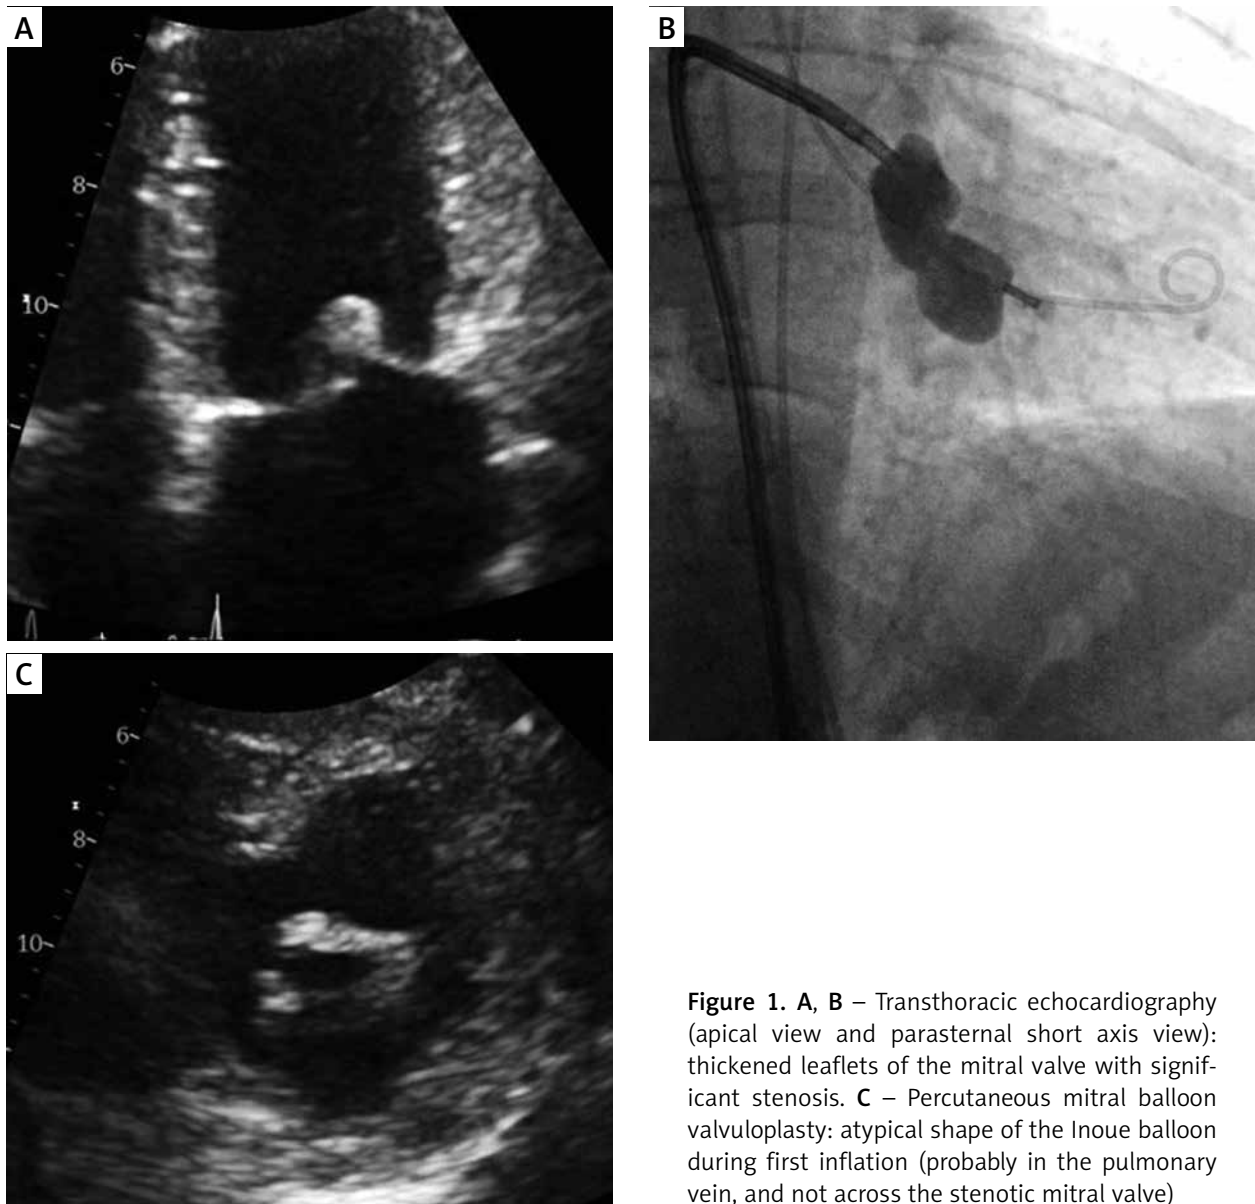 A
6
8
10
B
C
6
8
10
Figure 1. A, B – Transthoracic echocardiography
(apical view and parasternal short axis view):
thickened leaflets of the mitral valve with signif-
icant stenosis. C – Percutaneous mitral balloon
valvuloplasty: atypical shape of the Inoue balloon
during first inflation (probably in the pulmonary
vein, and not across the stenotic mitral valve)